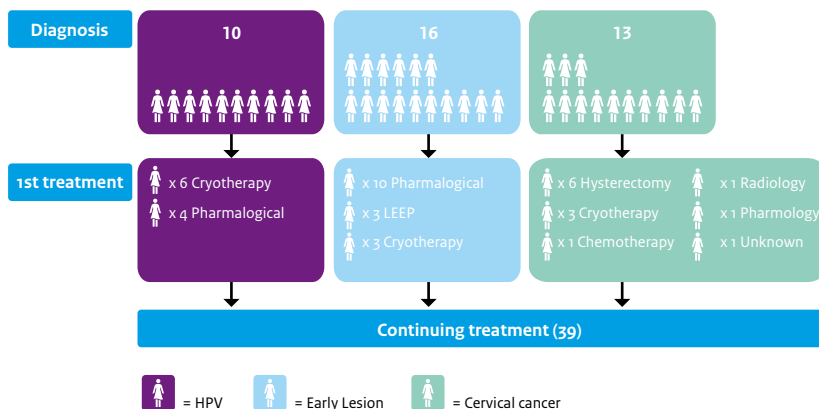 Diagnosis
10
16
13
1st treatment
x 6 Cryotherapy
x 4 Pharmalogical
x 10 Pharmalogical
x 3 LEEP
x 3 Cryotherapy
x 6 Hysterectomy
x 3 Cryotherapy
x 1 Chemotherapy
x 1 Radiology
x 1 Pharmology
x 1 Unknown
Continuing treatment (39)
= HPV
= Early Lesion
= Cervical cancer